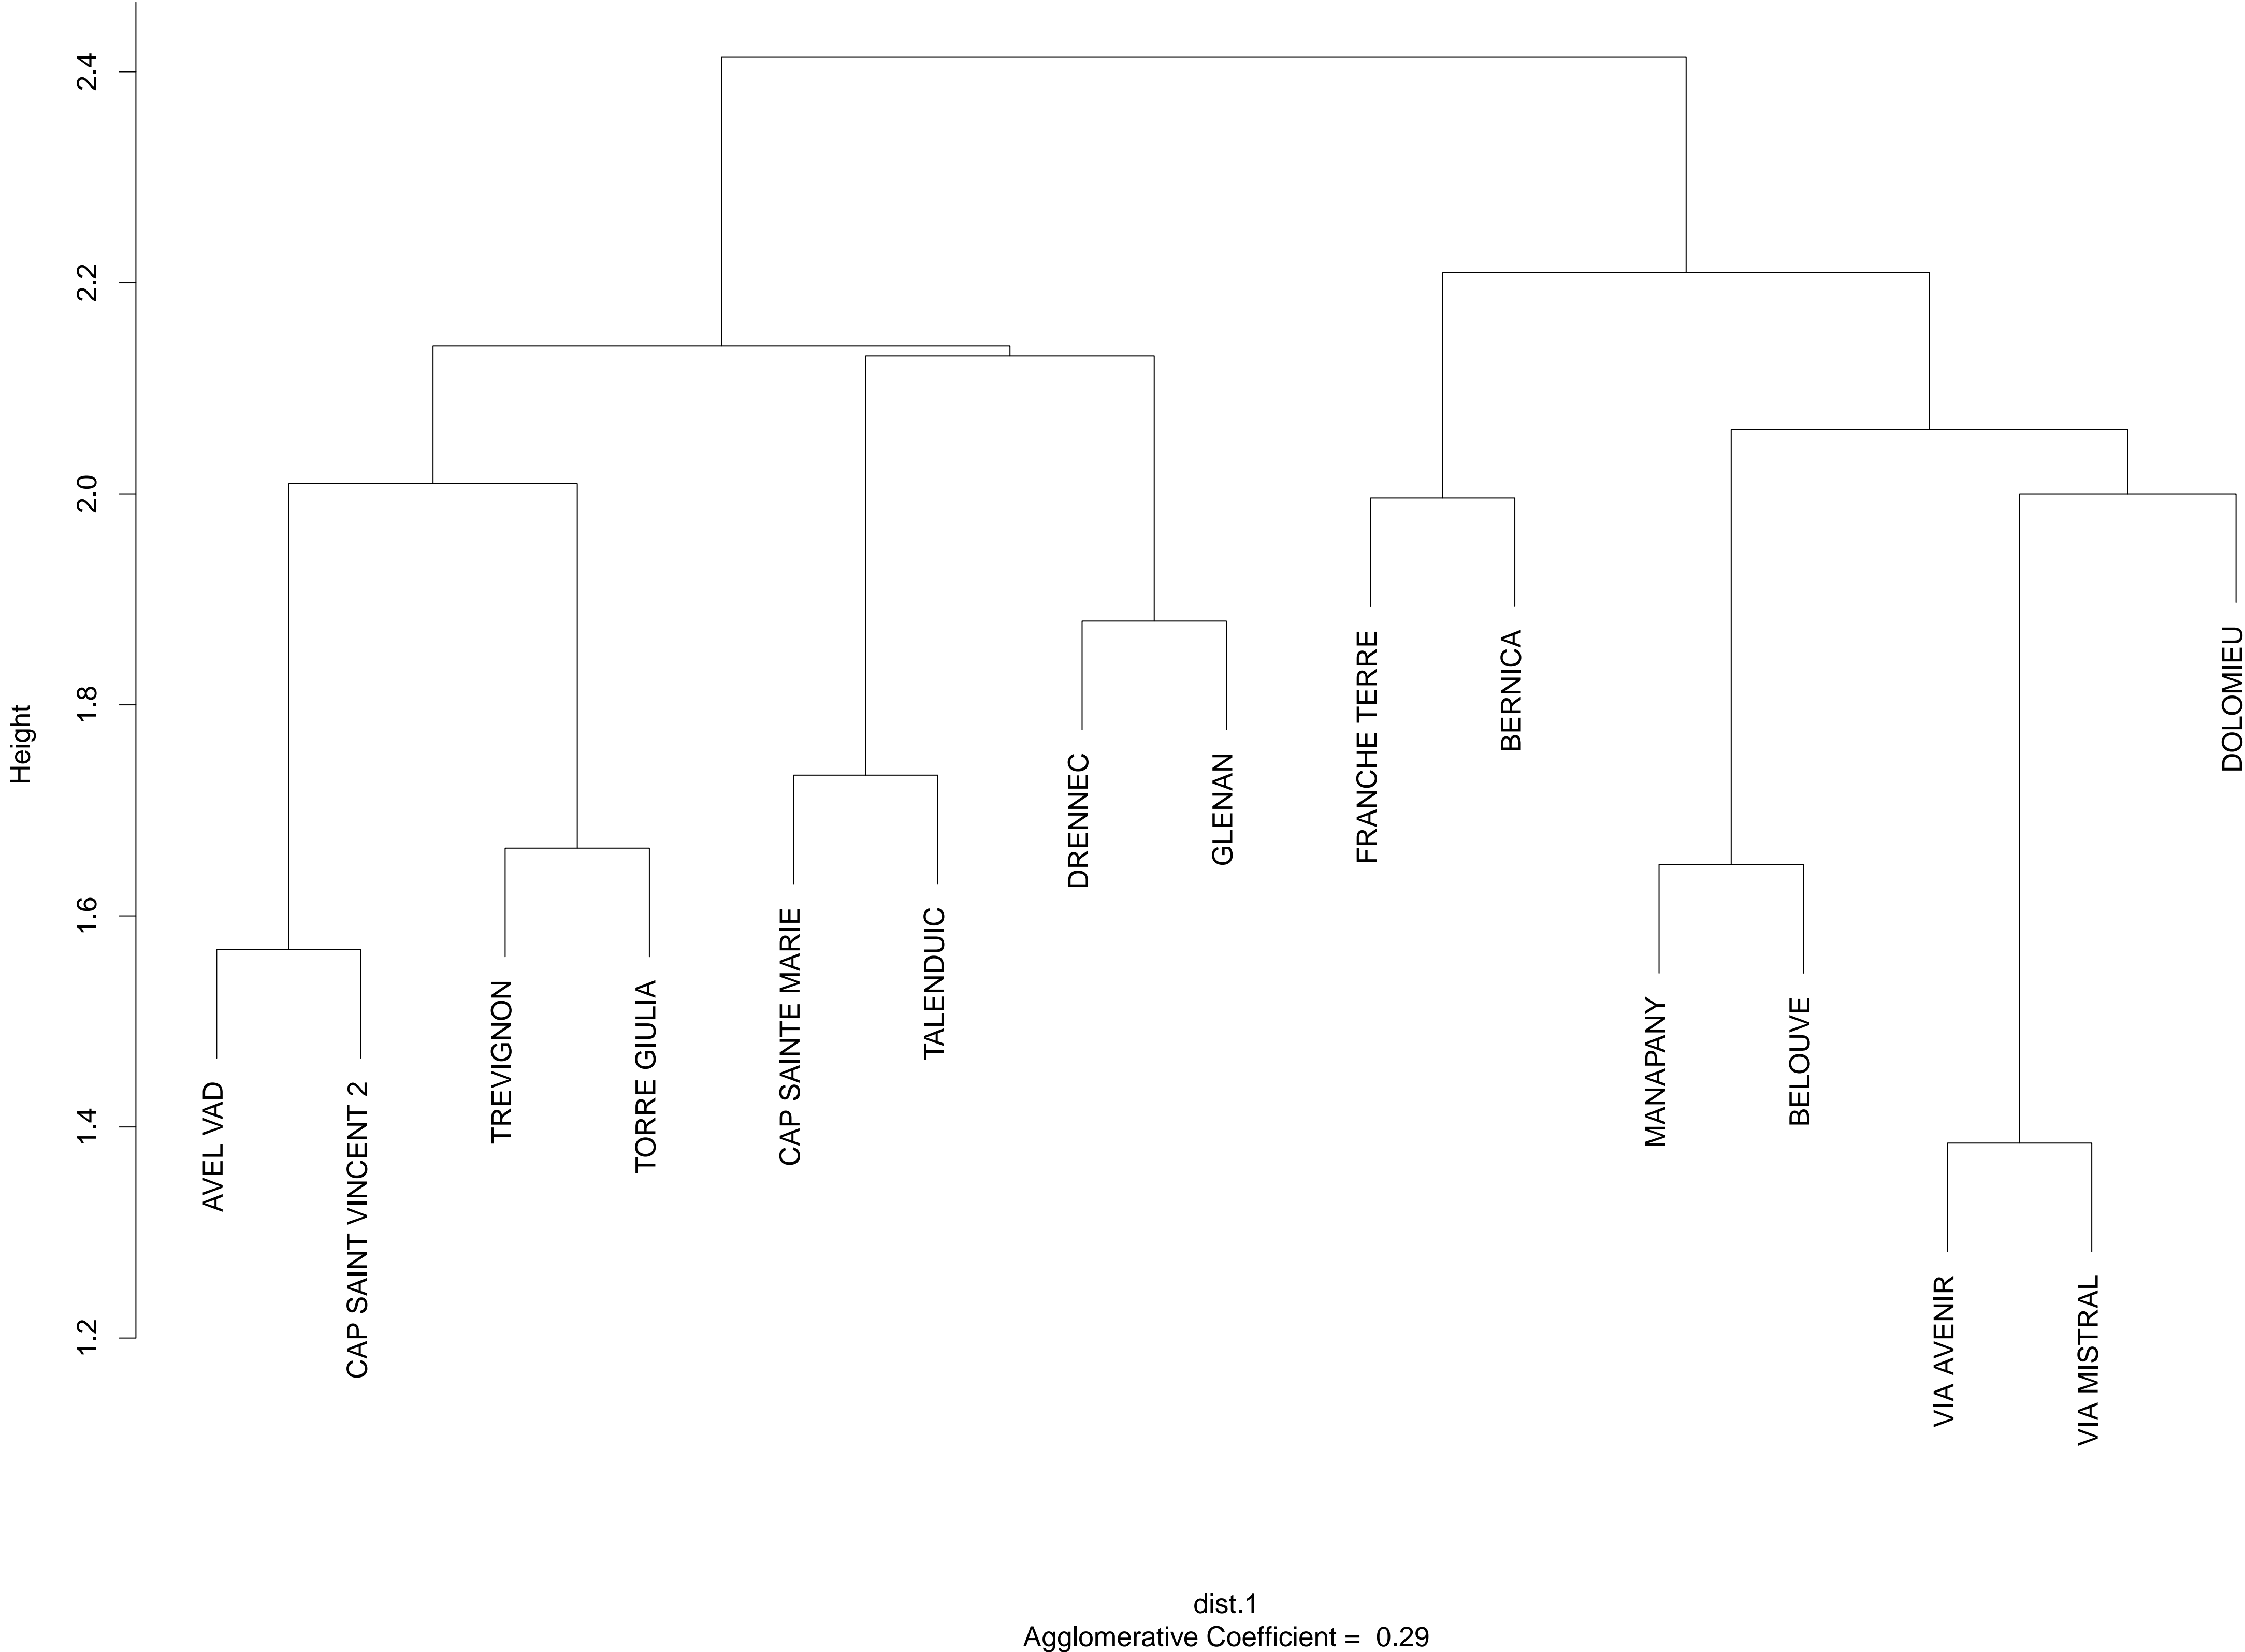 Height
2.4
2.2
2.0
1.8
1.6
1.4
1.2
AVEL VAD
CAP SAINT VINCENT 2
TREVIGNON
TORRE GIULIA
CAP SAINTE MARIE
TALENDUIC
DRENNEC
GLENAN
FRANCHE TERRE
BERNICA
MANAPANY
BELOUVE
VIA AVENIR
VIA MISTRAL
DOLOMIEU
dist.1
Agglomerative Coefficient = 0.29